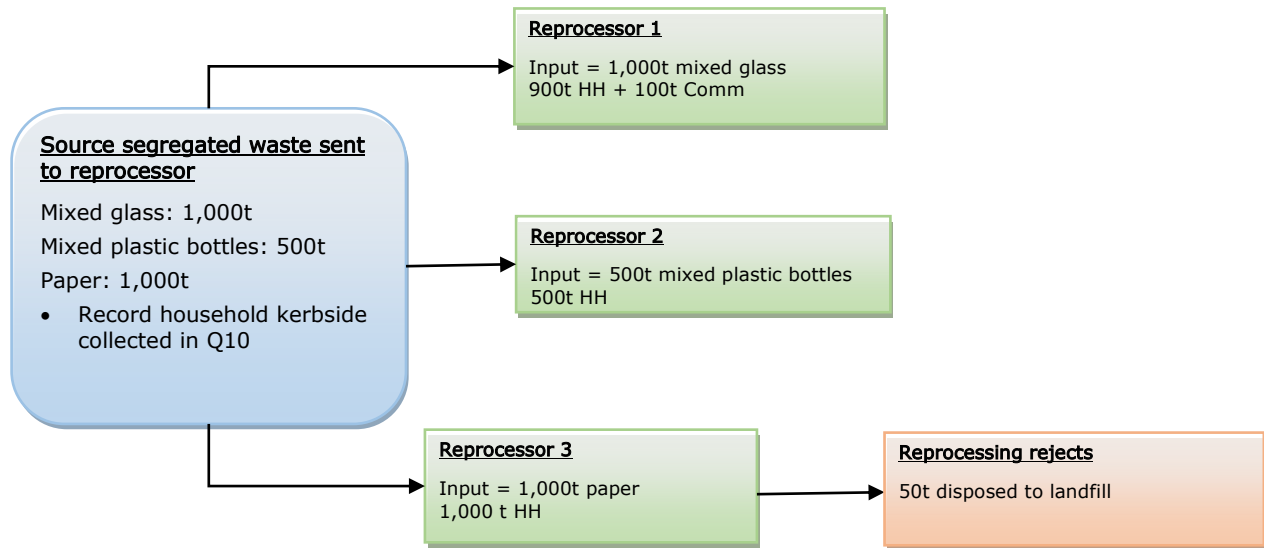 Reprocessor 1
Input = 1,000t mixed glass
900t HH + 100t Comm
Source segregated waste sent
to reprocessor
Mixed glass: 1,000t
Mixed plastic bottles: 500t
Paper: 1,000t
• Record household kerbside
collected in Q10
Reprocessor 2
Input = 500t mixed plastic bottles
500t HH
Reprocessor 3
Input = 1,000t paper
1,000 t HH
Reprocessing rejects
50t disposed to landfill